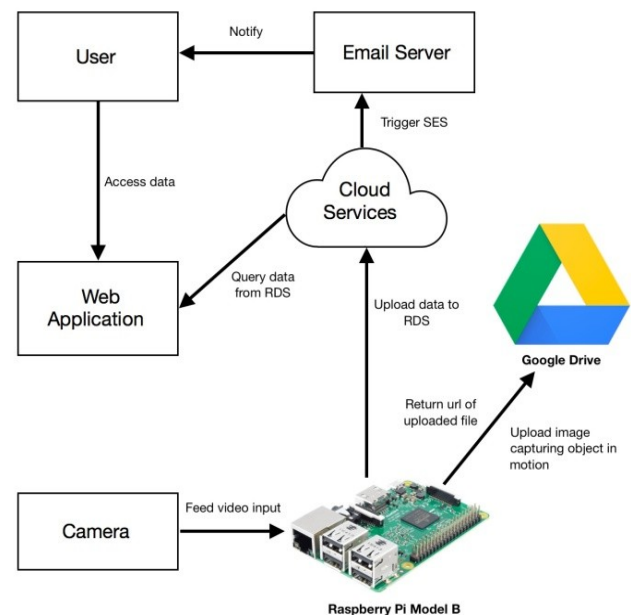 Notify
User
Email Server
Trigger SES
Access data
Cloud
Services
Query data
from RDS
Web
Application
Upload data to
RDS
Google Drive
Return url of
uploaded file
Upload image
capturing object in
motion
Feed video input
Camera
Raspberry Pi Model B